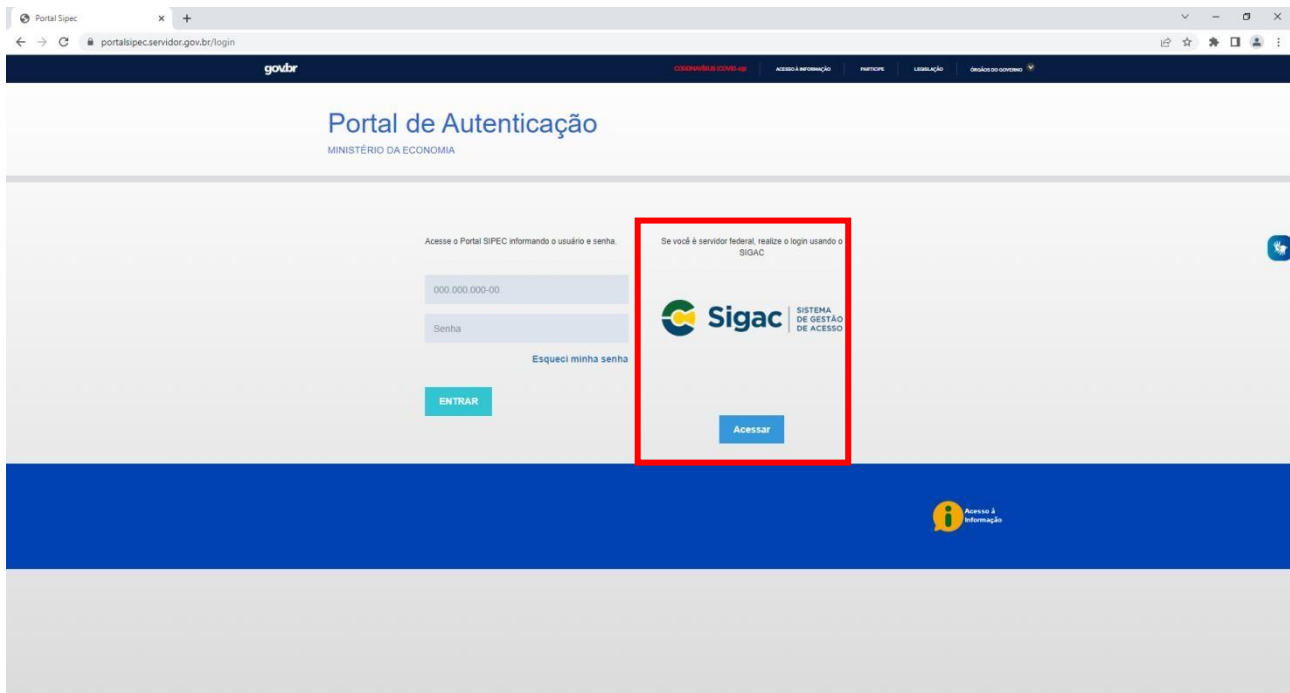 Portal Sipec
portalsipec.servidor.gov.br/login
gov.br
CORONAVÍRUS (COVID-19)
ACESSO À INFORMAÇÃO
PARTICIPE
LEGISLAÇÃO
ÓRGÃOS DO GOVERNO
Portal de Autenticação
MINISTÉRIO DA ECONOMIA
Acesse o Portal SIPEC informando o usuário e senha.
000.000.000-00
Senha
Esqueci minha senha
ENTRAR
Se você é servidor federal, realize o login usando o
SIGAC
Sigac
SISTEMA
DE GESTÃO
DE ACESSO
Acessar
Acesso à
Informação